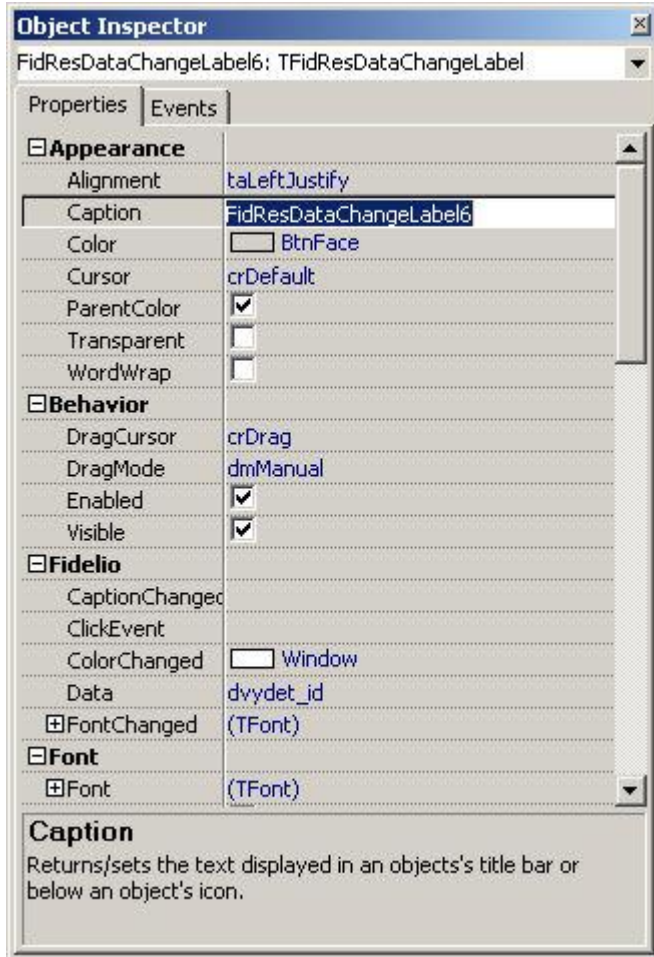 Object Inspector
FidResDataChangeLabel6: TFidResDataChangeLabel
Properties Events
Appearance
Alignment taLeftJustify
Caption FidResDataChangeLabel6
Color BtnFace
Cursor crDefault
ParentColor
Transparent
WordWrap
Behavior
DragCursor crDrag
DragMode dmManual
Enabled
Visible
Fidelio
CaptionChanged
ClickEvent
ColorChanged Window
Data dvydet_id
FontChanged (TFont)
Font
Font (TFont)
Caption
Returns/sets the text displayed in an objects's title bar or
below an object's icon.